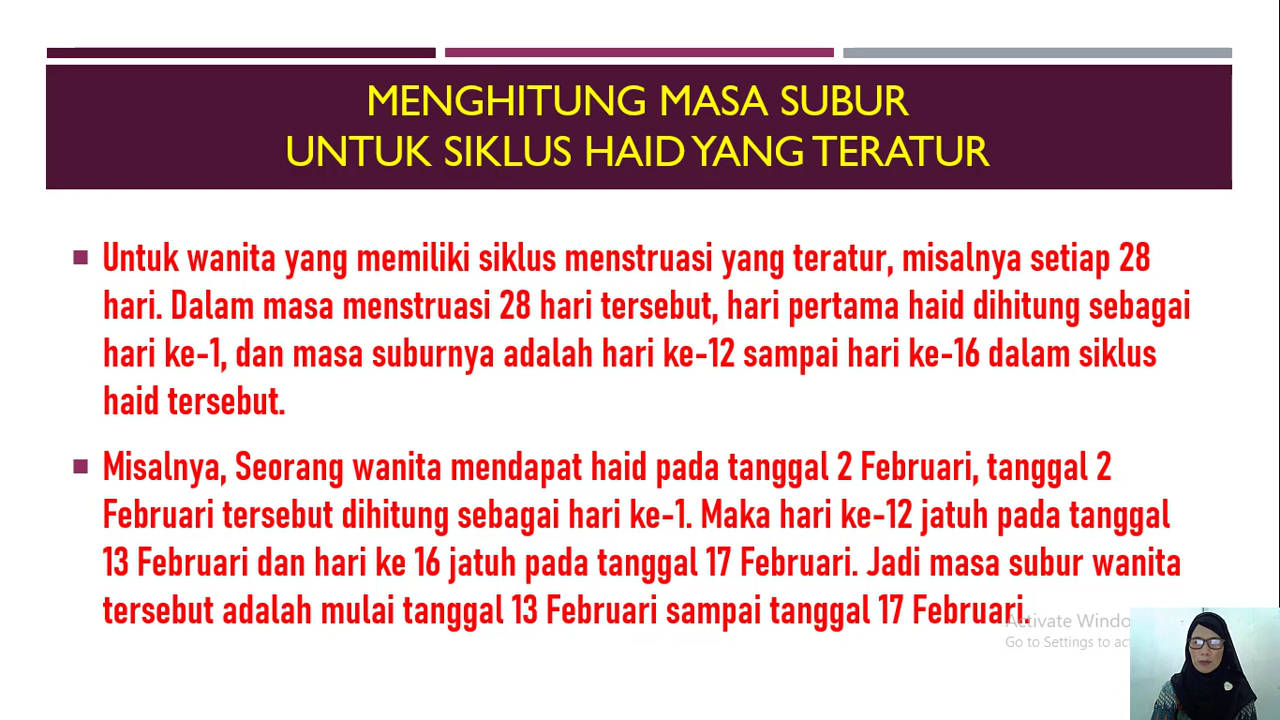 MENGHITUNG MASA SUBUR
UNTUK SIKLUS HAID YANG TERATUR
Untuk wanita yang memiliki siklus menstruasi yang teratur, misalnya setiap 28
hari. Dalam masa menstruasi 28 hari tersebut, hari pertama haid dihitung sebagai
hari ke-1, dan masa suburnya adalah hari ke-12 sampai hari ke-16 dalam siklus
haid tersebut.
Misalnya, Seorang wanita mendapat haid pada tanggal 2 Februari, tanggal 2
Februari tersebut dihitung sebagai hari ke-1. Maka hari ke-12 jatuh pada tanggal
13 Februari dan hari ke 16 jatuh pada tanggal 17 Februari. Jadi masa subur wanita
tersebut adalah mulai tanggal 13 Februari sampai tanggal 17 Februari.
Activate Windo
Go to Settings to